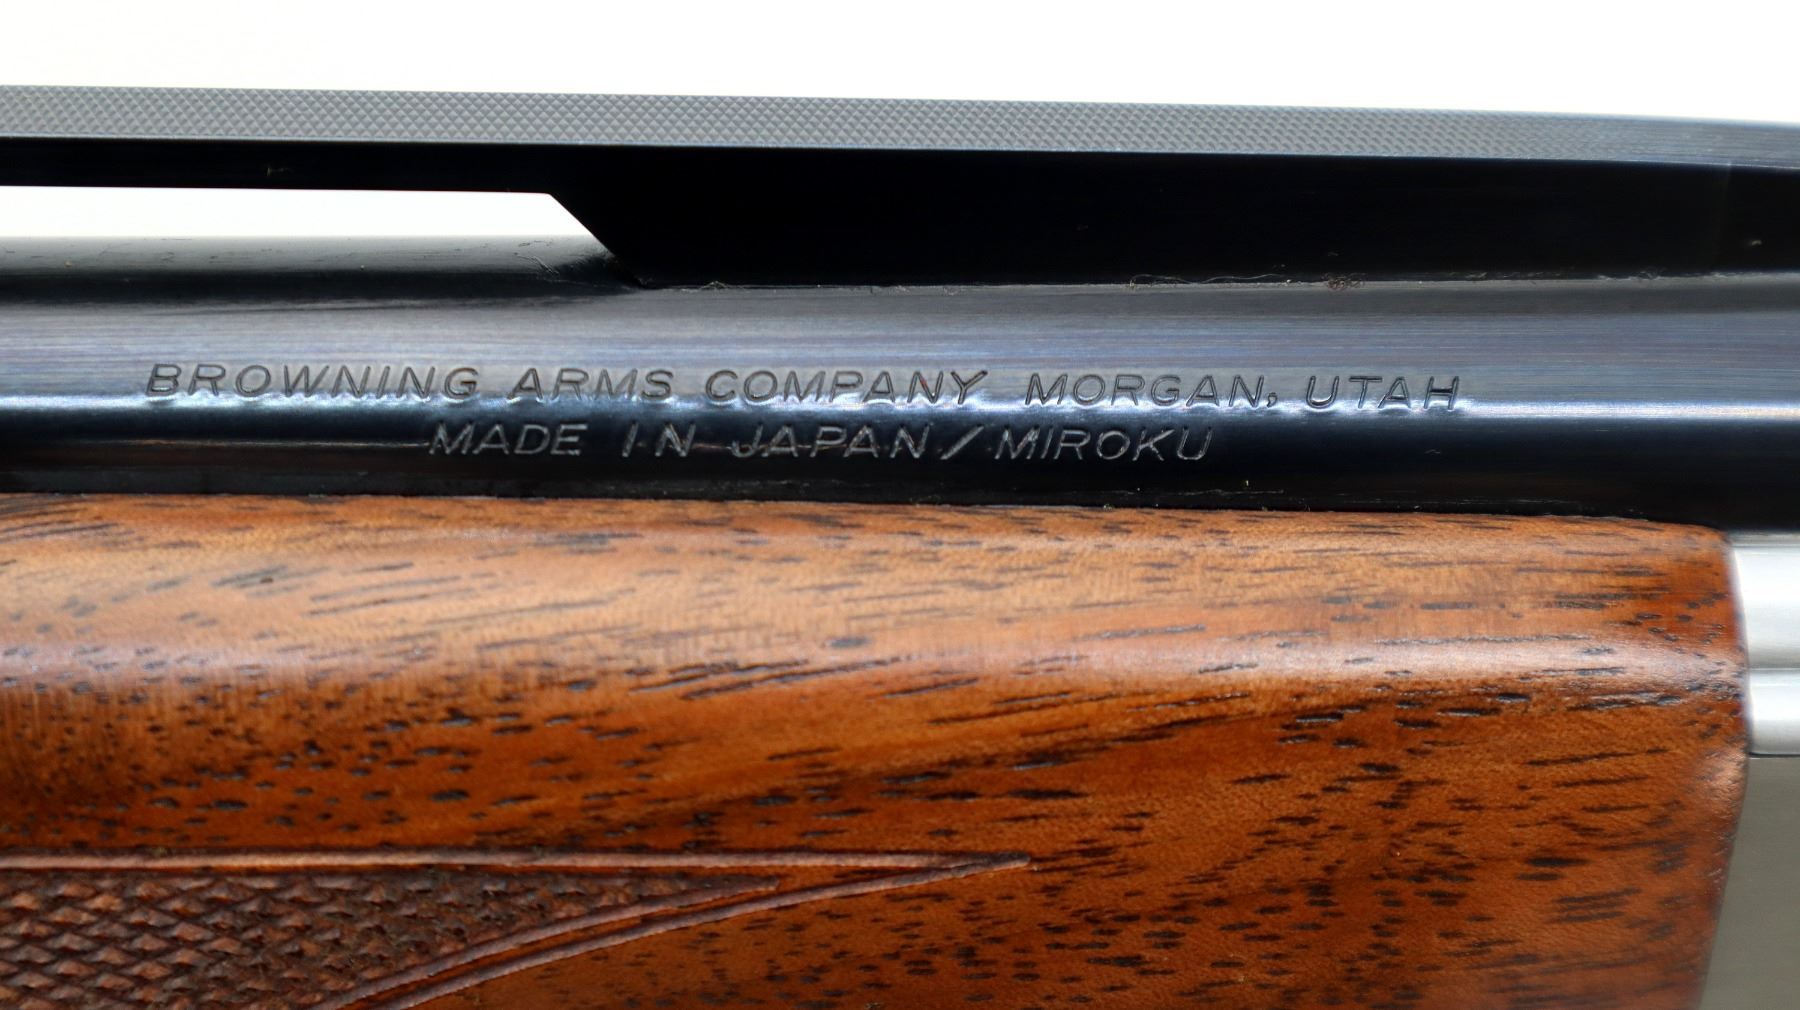 BROWNING ARMS COMPANY MORGAN, UTAH
MADE IN JAPAN/MIROKU